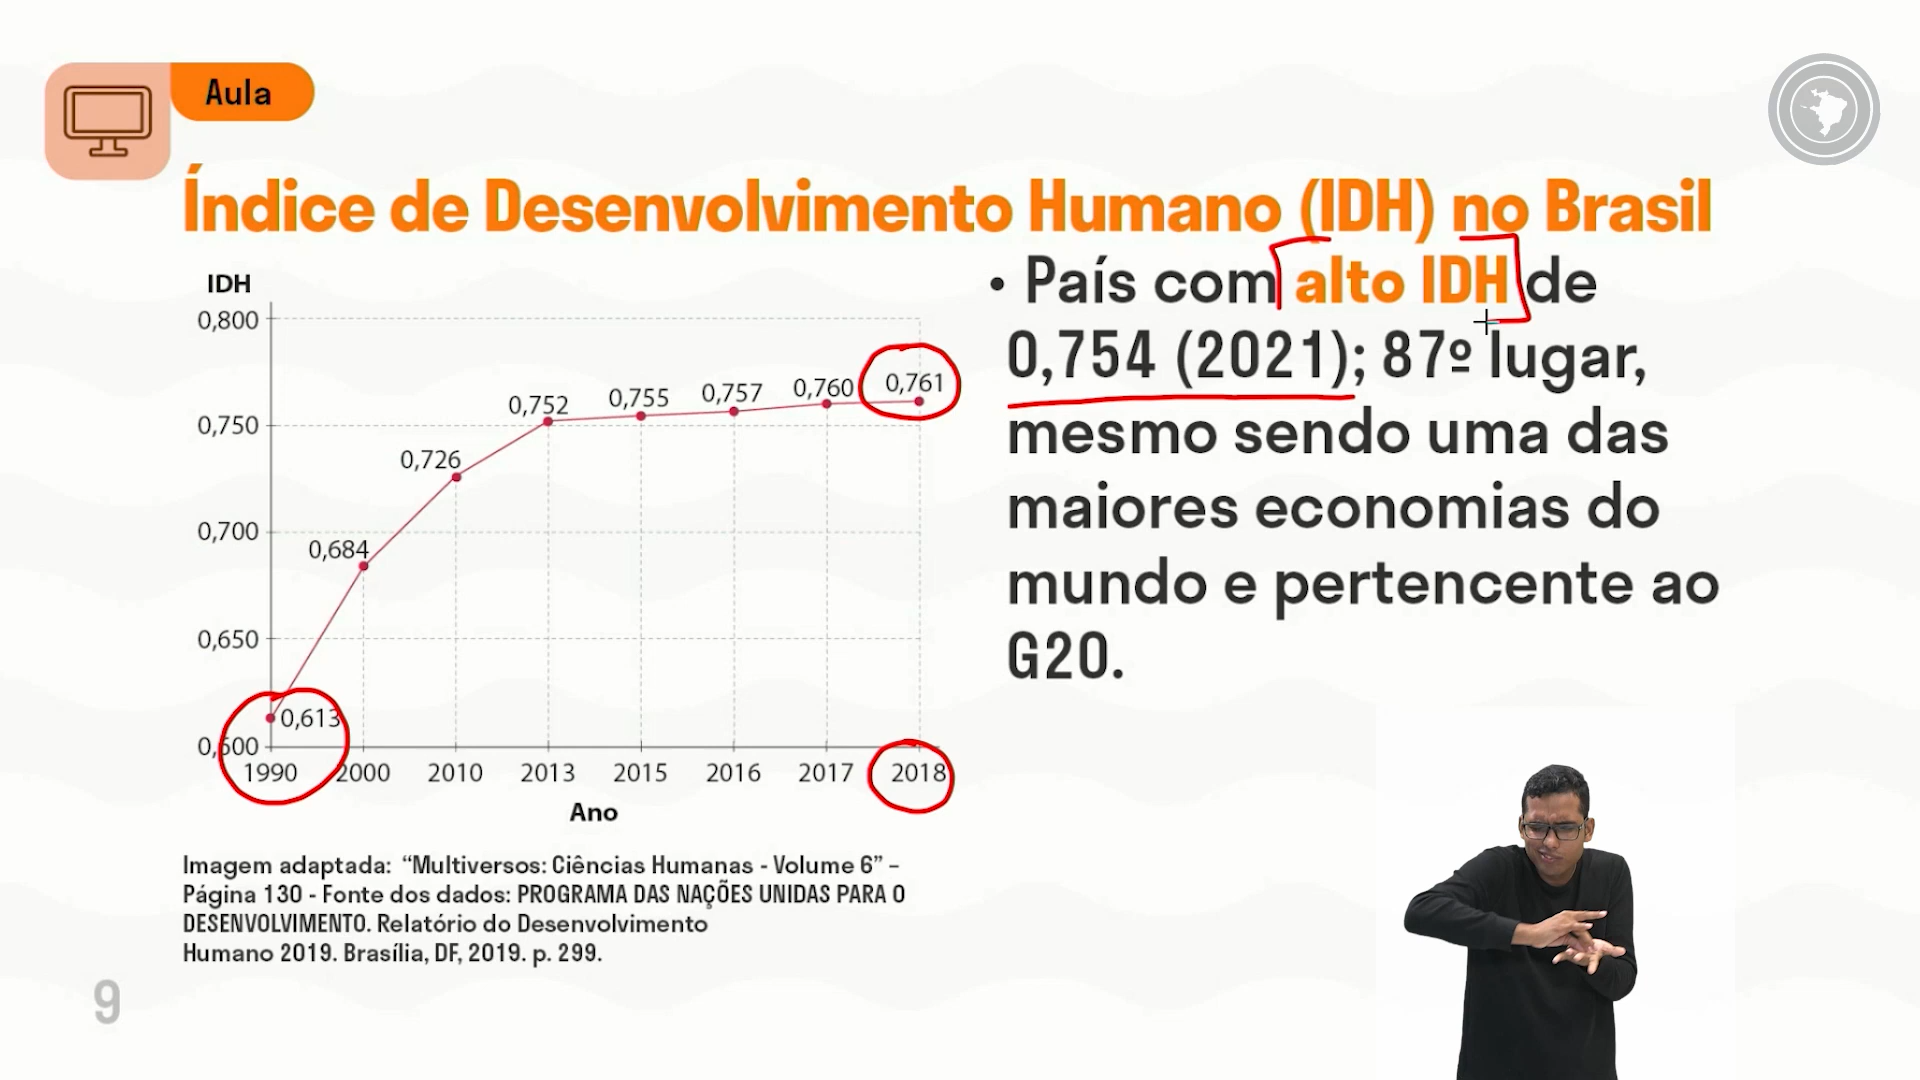 Aula
Índice de Desenvolvimento Humano (IDH) no Brasil
IDH
0,800
0,750
0,700
0,650
0,600
0,613
0,684
0,726
0,752
0,755
0,757
0,760
0,761
1990 2000 2010 2013 2015 2016 2017 2018
Ano
• País com alto IDH de
0,754 (2021); 87º lugar,
mesmo sendo uma das
maiores economias do
mundo e pertencente ao
G20.
Imagem adaptada: “Multiversos: Ciências Humanas - Volume 6” –
Página 130 - Fonte dos dados: PROGRAMA DAS NAÇÕES UNIDAS PARA O
DESENVOLVIMENTO. Relatório do Desenvolvimento
Humano 2019. Brasília, DF, 2019. p. 299.
9